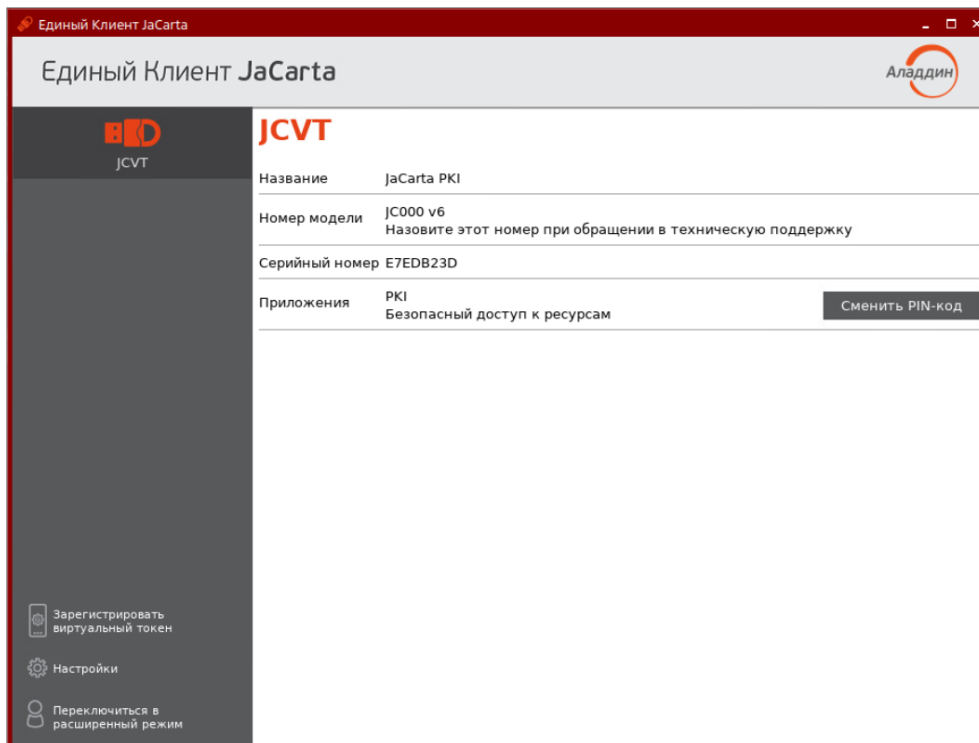 Единый Клиент JaCarta
Единый Клиент JaCarta
Аладдин
JCVT
JCVT
Название JaCarta PKI
Номер модели JC000 v6
Назовите этот номер при обращении в техническую поддержку
Серийный номер E7EDB23D
Приложения PKI
Безопасный доступ к ресурсам
Сменить PIN-код
Зарегистрировать
виртуальный токен
Настройки
Переключиться в
расширенный режим